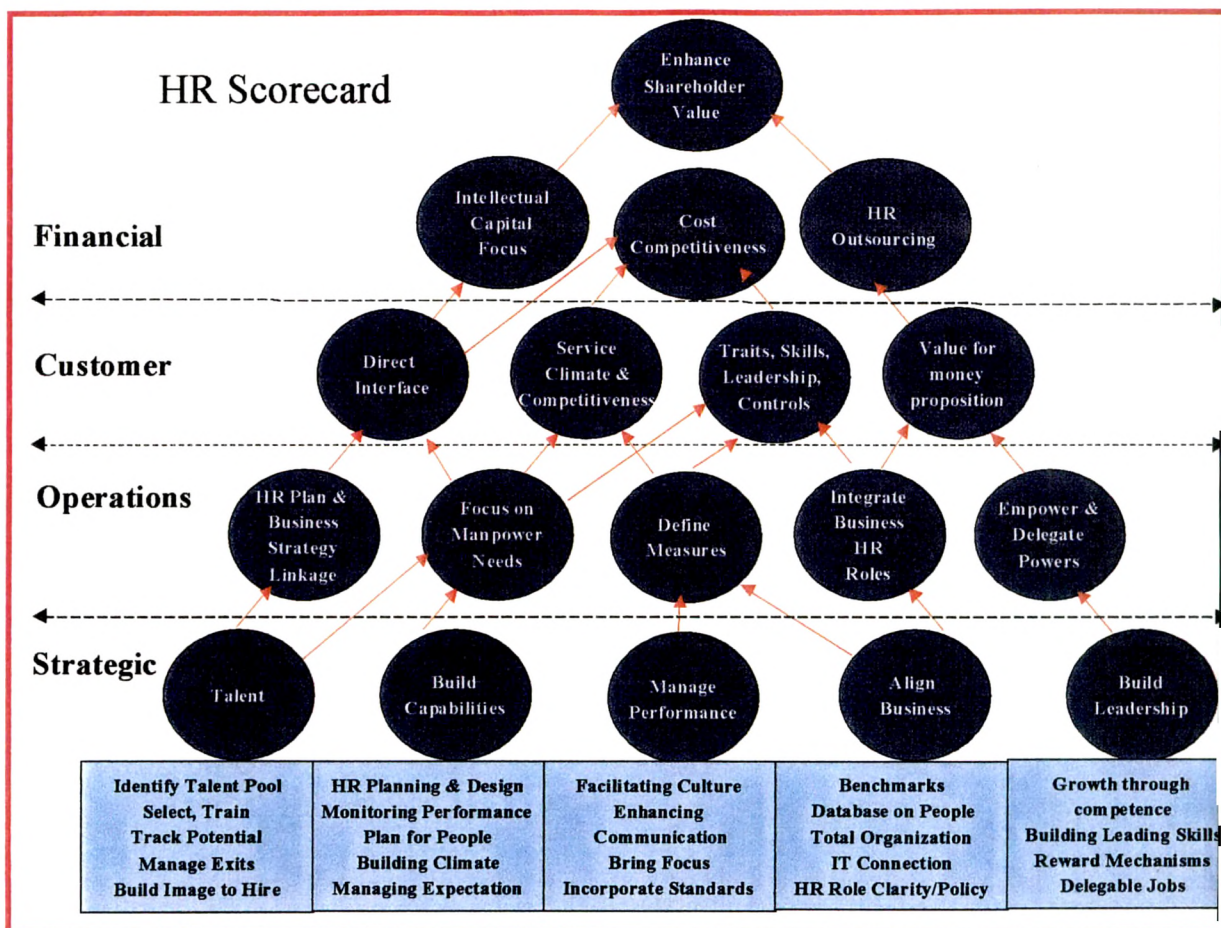 HR Scorecard
Enhance
Shareholder
Value
Financial
Intellectual
Capital
Focus
Cost
Competitiveness
HR
Outsourcing
Customer
Direct
Interface
Service
Climate &
Competitiveness
Traits, Skills,
Leadership,
Controls
Value for
money
proposition
Operations
HR Plan &
Business
Strategy
Linkage
Focus on
Manpower
Needs
Define
Measures
Integrate
Business
HR
Roles
Empower &
Delegate
Powers
Strategic
Talent
Build
Capabilities
Manage
Performance
Align
Business
Build
Leadership
Identify Talent Pool
Select, Train
Track Potential
Manage Exits
Build Image to Hire
HR Planning & Design
Monitoring Performance
Plan for People
Building Climate
Managing Expectation
Facilitating Culture
Enhancing
Communication
Bring Focus
Incorporate Standards
Benchmarks
Database on People
Total Organization
IT Connection
HR Role Clarity/Policy
Growth through
competence
Building Leading Skills
Reward Mechanisms
Delegable Jobs